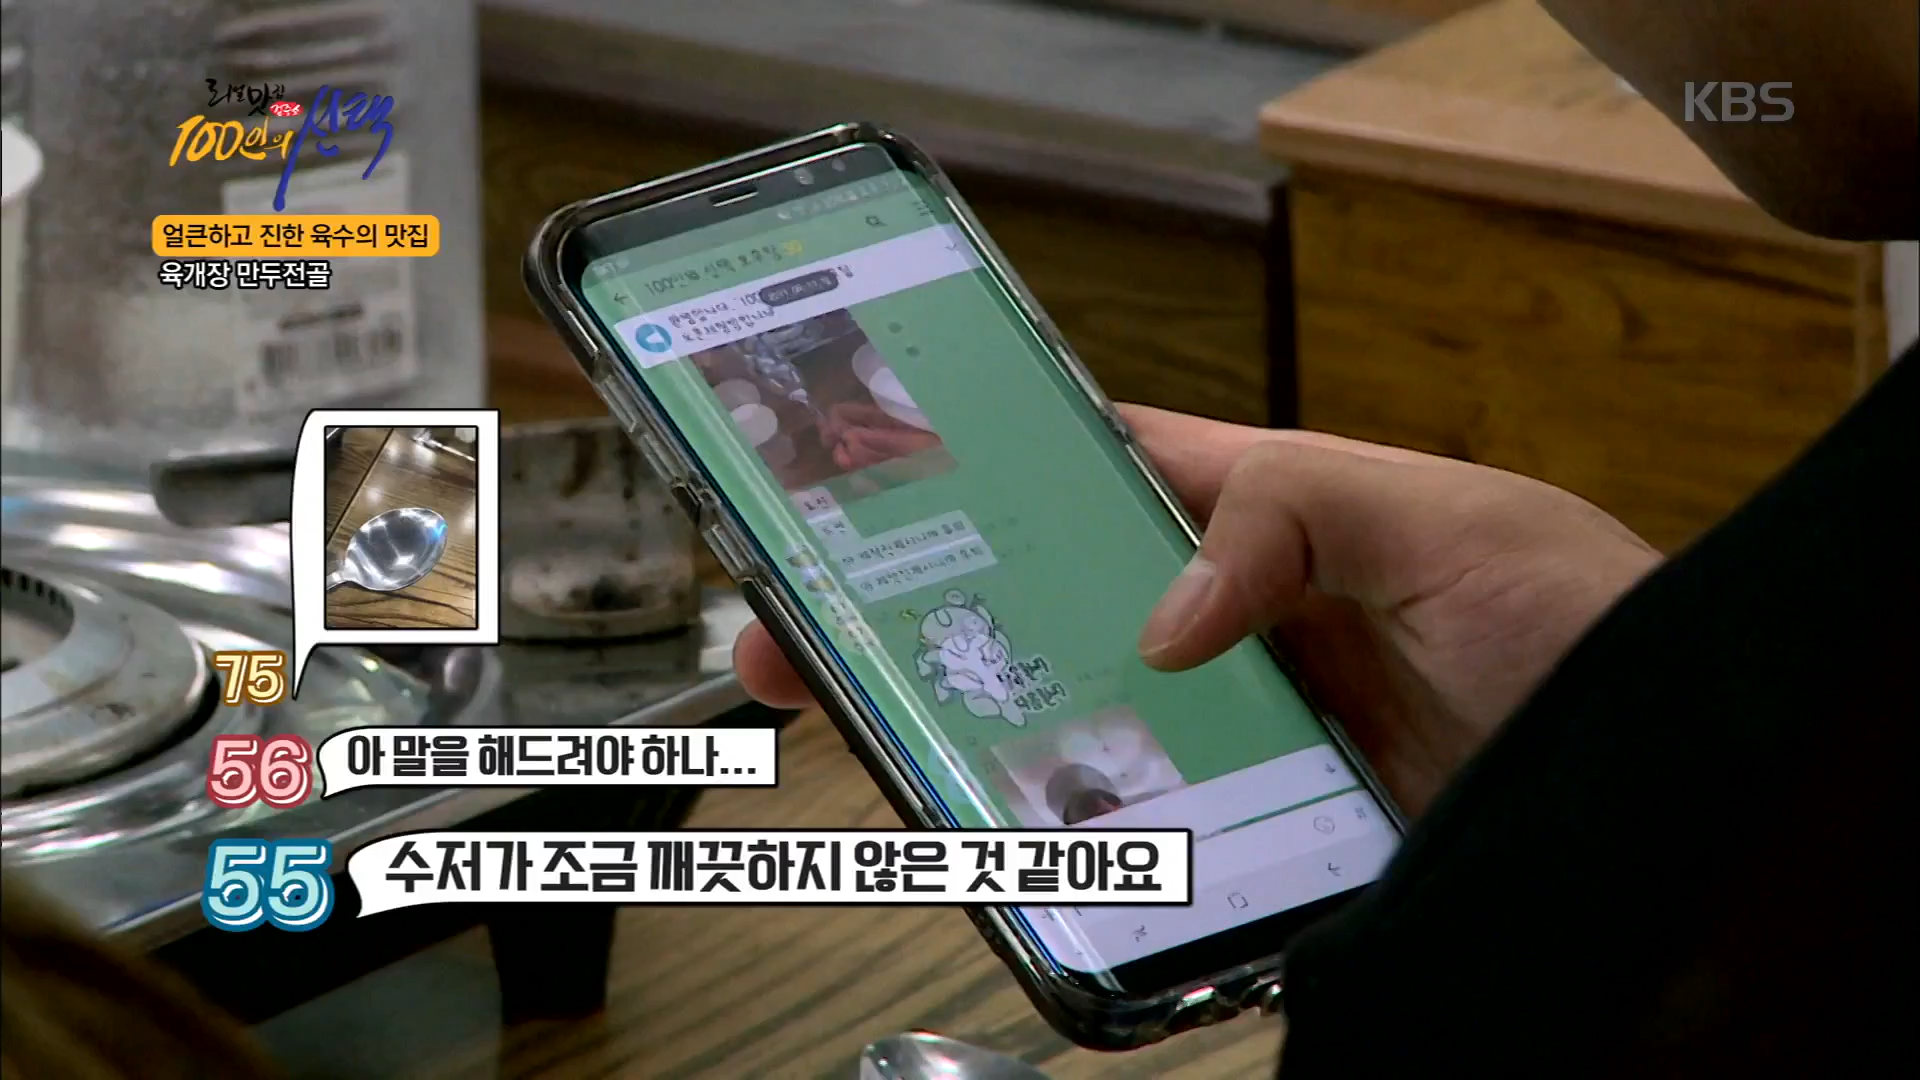 리얼맛집
검증쇼
100인의 선택
KBS
얼큰하고 진한 육수의 맛집
육개장 만두전골
75
56
아 말을 해드려야 하나...
55
수저가 조금 깨끗하지 않은 것 같아요